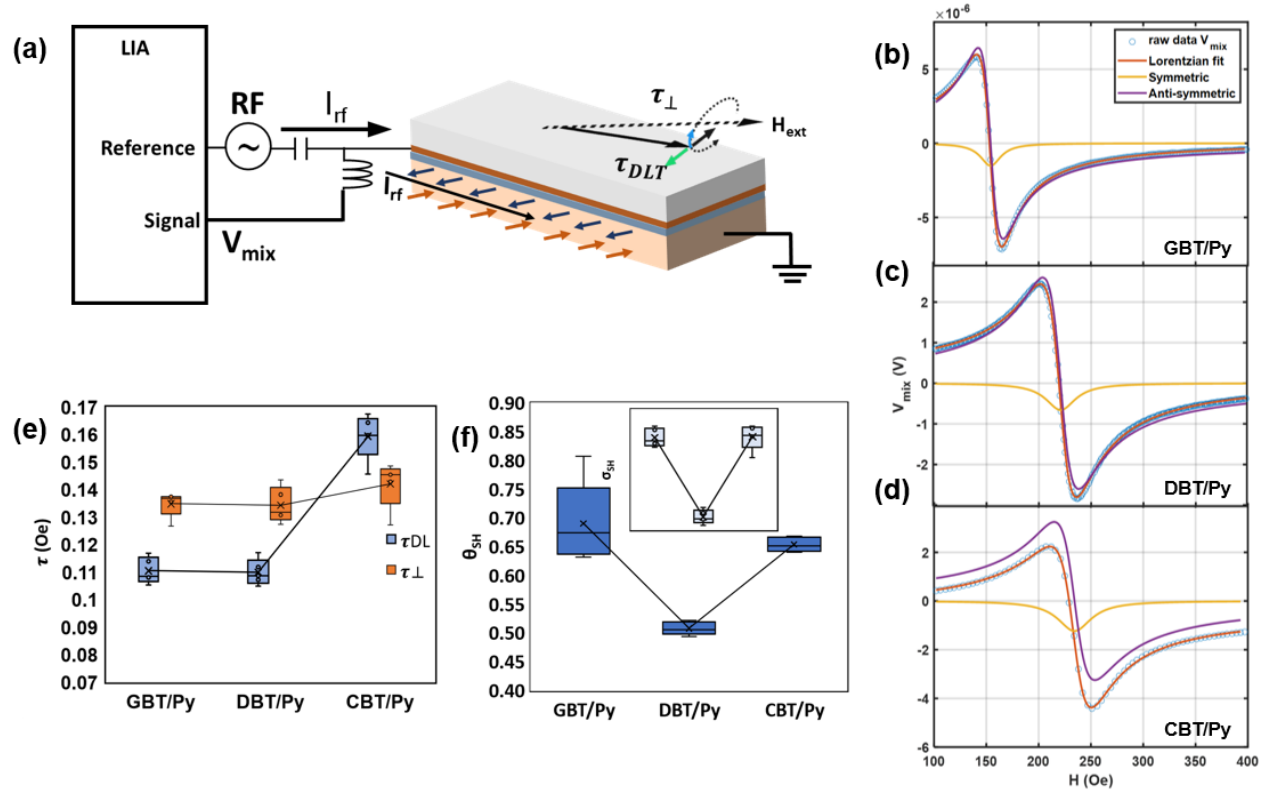 (a)
LIA
RF
~
Reference
Signal
I_rf
V_mix
I_rf
τ⊥
H_ext
τ_DLT
(b)
×10⁻⁶
raw data V_mix
Lorentzian fit
Symmetric
Anti-symmetric
5
0
-5
GBT/Py
(c)
2
1
0
-1
-2
V_mix (V)
DBT/Py
(d)
2
0
-2
-4
-6
CBT/Py
100 150 200 250 300 350 400
H (Oe)
(e)
0.17
0.16
0.15
0.14
0.13
0.12
0.11
0.1
0.09
0.08
0.07
τ (Oe)
τDL
τ⊥
GBT/Py DBT/Py CBT/Py
(f)
0.90
0.85
0.80
0.75
0.70
0.65
0.60
0.55
0.50
0.45
0.40
θ_SH
σ_SH
GBT/Py DBT/Py CBT/Py